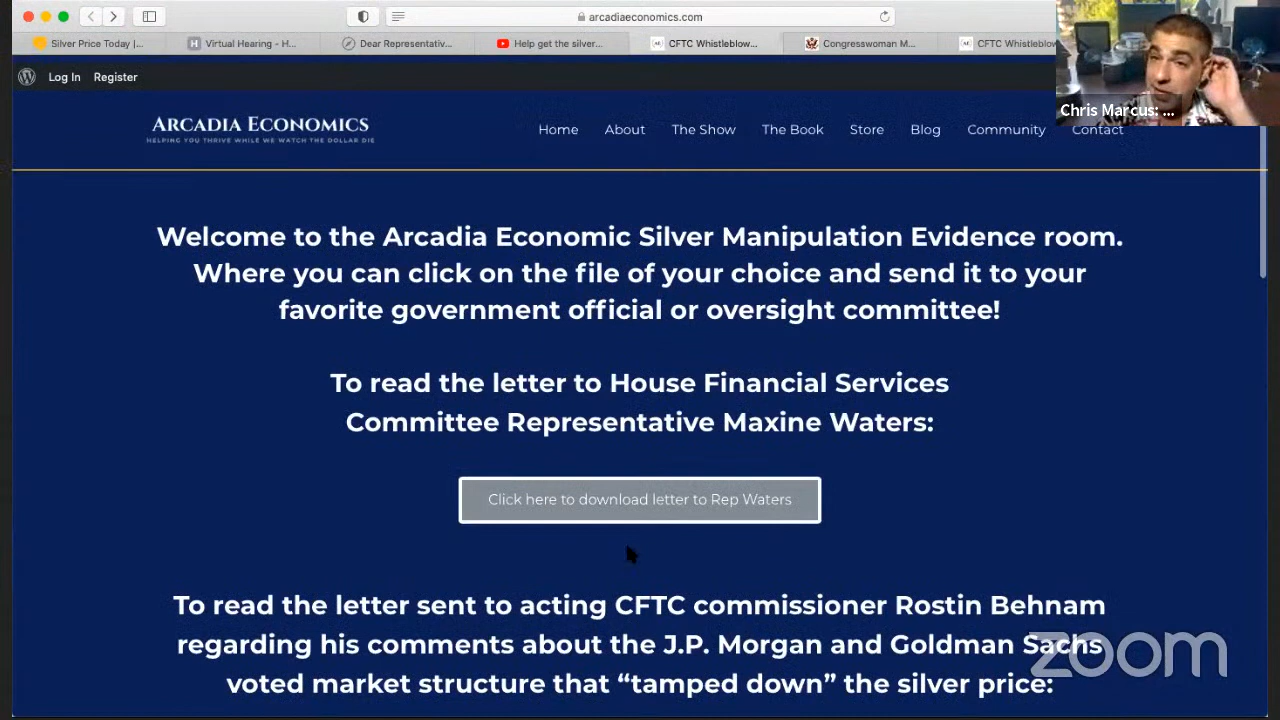 arcadiaeconomics.com
Silver Price Today |...
Virtual Hearing - H...
Dear Representativ...
Help get the silver...
CFTC Whistleblow...
Congresswoman M...
CFTC Whistleblow
Log In Register
Chris Marcus: ...
ARCADIA ECONOMICS
HELPING YOU THRIVE WHILE WE WATCH THE DOLLAR DIE
Home About The Show The Book Store Blog Community Contact
Welcome to the Arcadia Economic Silver Manipulation Evidence room.
Where you can click on the file of your choice and send it to your
favorite government official or oversight committee!
To read the letter to House Financial Services
Committee Representative Maxine Waters:
Click here to download letter to Rep Waters
To read the letter sent to acting CFTC commissioner Rostin Behnam
regarding his comments about the J.P. Morgan and Goldman Sachs
voted market structure that “tamped down” the silver price:
zoom